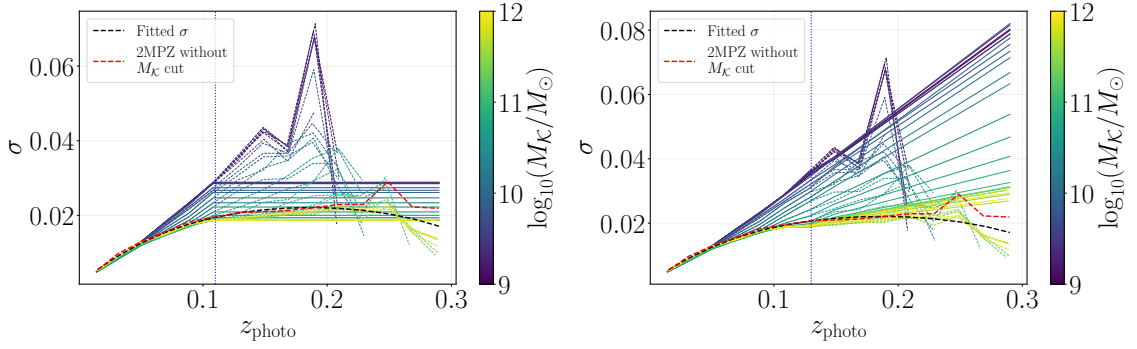 Fitted σ
2MPZ without
M_𝒦 cut
0.06
0.04
0.02
σ
0.1
0.2
0.3
z_photo
12
11
10
9
log₁₀(M_𝒦/M_⊙)
Fitted σ
2MPZ without
M_𝒦 cut
0.08
0.06
0.04
0.02
σ
0.1
0.2
0.3
z_photo
12
11
10
9
log₁₀(M_𝒦/M_⊙)